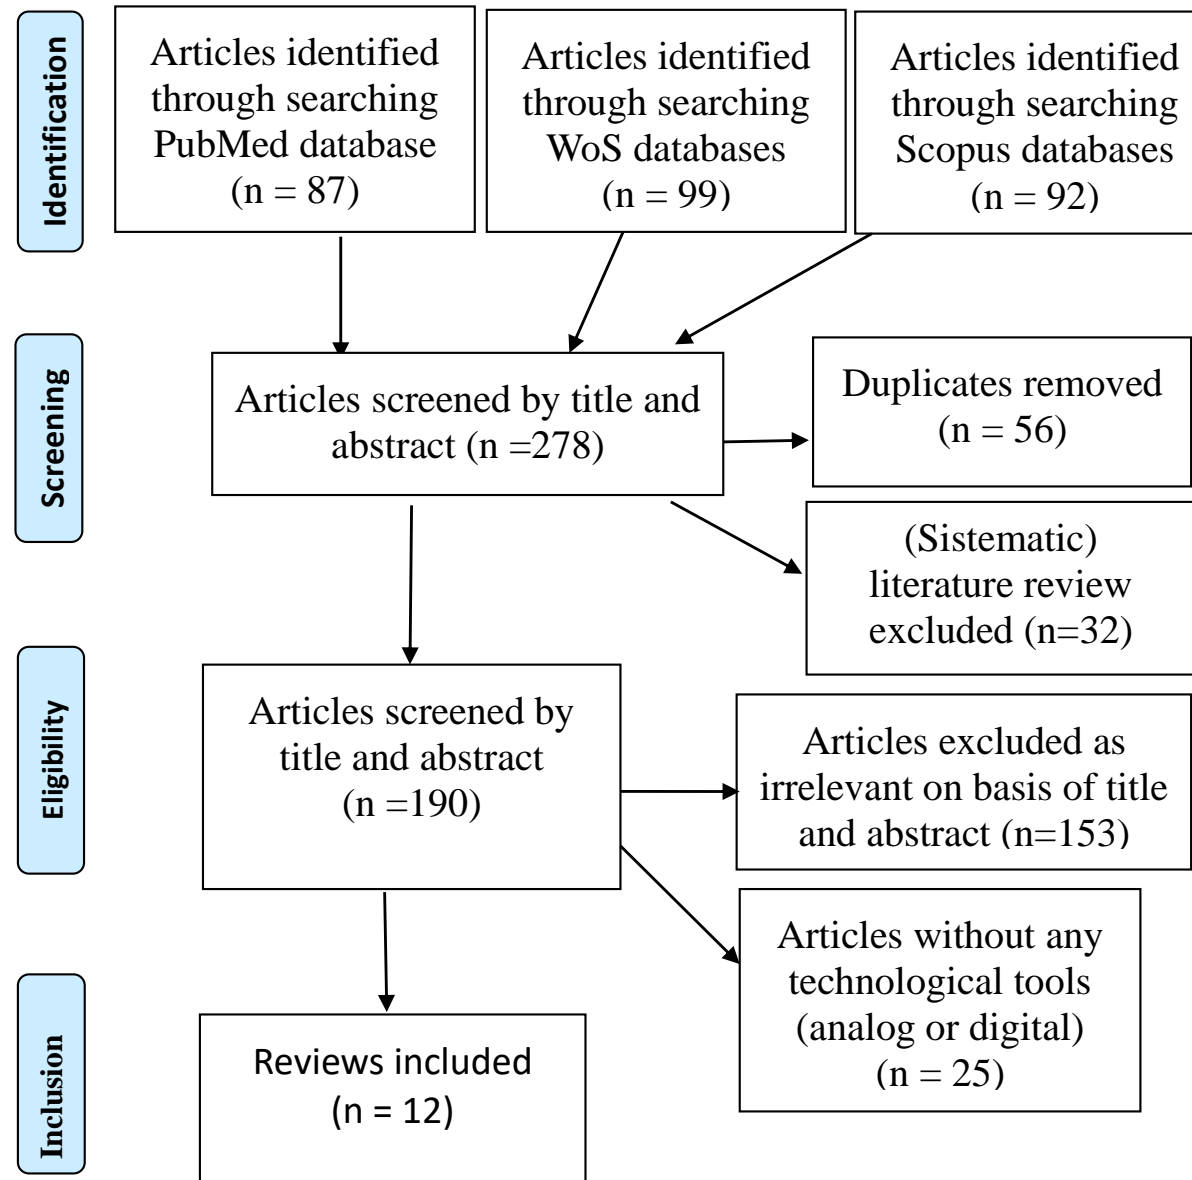 Identification
Articles identified
through searching
PubMed database
(n = 87)
Articles identified
through searching
WoS databases
(n = 99)
Articles identified
through searching
Scopus databases
(n = 92)
Screening
Articles screened by title and
abstract (n =278)
Duplicates removed
(n = 56)
(Sistematic)
literature review
excluded (n=32)
Eligibility
Articles screened by
title and abstract
(n =190)
Articles excluded as
irrelevant on basis of title
and abstract (n=153)
Articles without any
technological tools
(analog or digital)
(n = 25)
Inclusion
Reviews included
(n = 12)